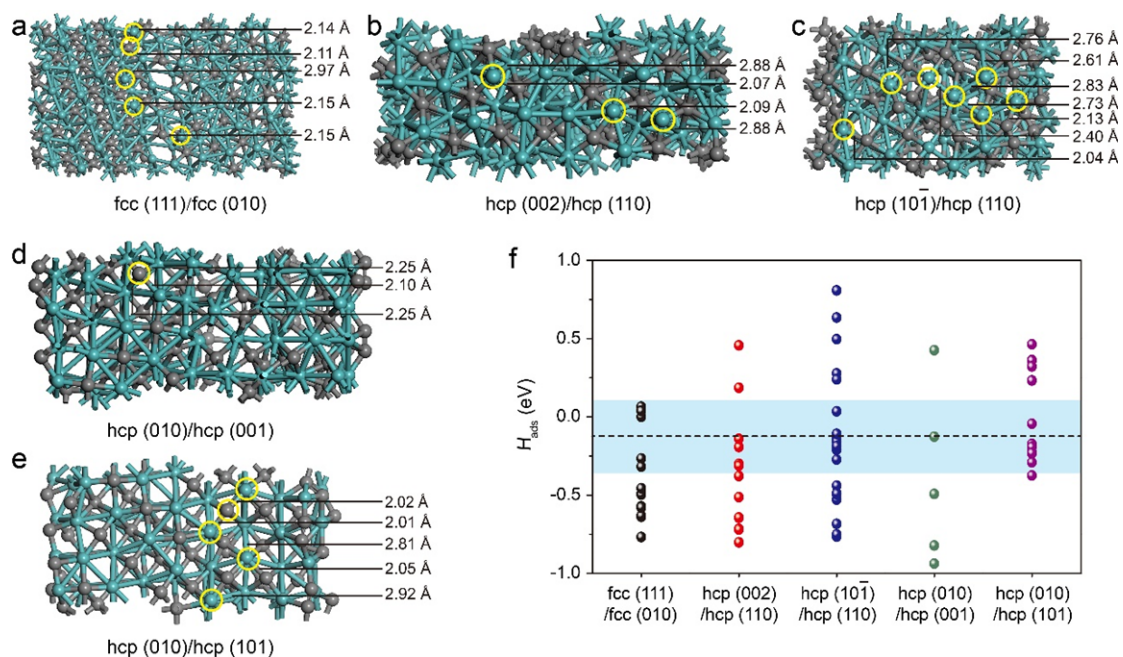 a
2.14 Å
2.11 Å
2.97 Å
2.15 Å
2.15 Å
fcc (111)/fcc (010)
b
2.88 Å
2.07 Å
2.09 Å
2.88 Å
hcp (002)/hcp (110)
c
2.76 Å
2.61 Å
2.83 Å
2.73 Å
2.13 Å
2.40 Å
2.04 Å
hcp (101̅)/hcp (110)
d
2.25 Å
2.10 Å
2.25 Å
hcp (010)/hcp (001)
e
2.02 Å
2.01 Å
2.81 Å
2.05 Å
2.92 Å
hcp (010)/hcp (101)
f
1.0
0.5
0.0
-0.5
-1.0
H_ads (eV)
fcc (111)
/fcc (010)
hcp (002)
/hcp (110)
hcp (101̅)
/hcp (110)
hcp (010)
/hcp (001)
hcp (010)
/hcp (101)